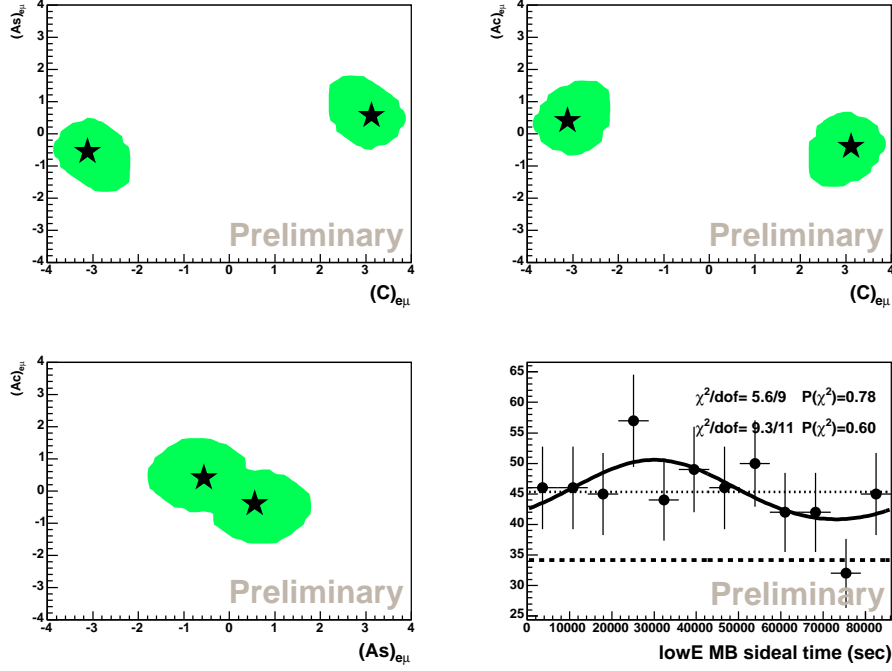 (As)eμ
4
3
2
1
0
-1
-2
-3
-4
Preliminary
-4 -3 -2 -1 0 1 2 3 4
(C)eμ
(Ac)eμ
4
3
2
1
0
-1
-2
-3
-4
Preliminary
-4 -3 -2 -1 0 1 2 3 4
(C)eμ
(Ac)eμ
4
3
2
1
0
-1
-2
-3
-4
Preliminary
-4 -3 -2 -1 0 1 2 3 4
(As)eμ
65
60
55
50
45
40
35
30
25
χ²/dof= 5.6/9 P(χ²)=0.78
χ²/dof= 9.3/11 P(χ²)=0.60
Preliminary
0 10000 20000 30000 40000 50000 60000 70000 80000
lowE MB sideal time (sec)